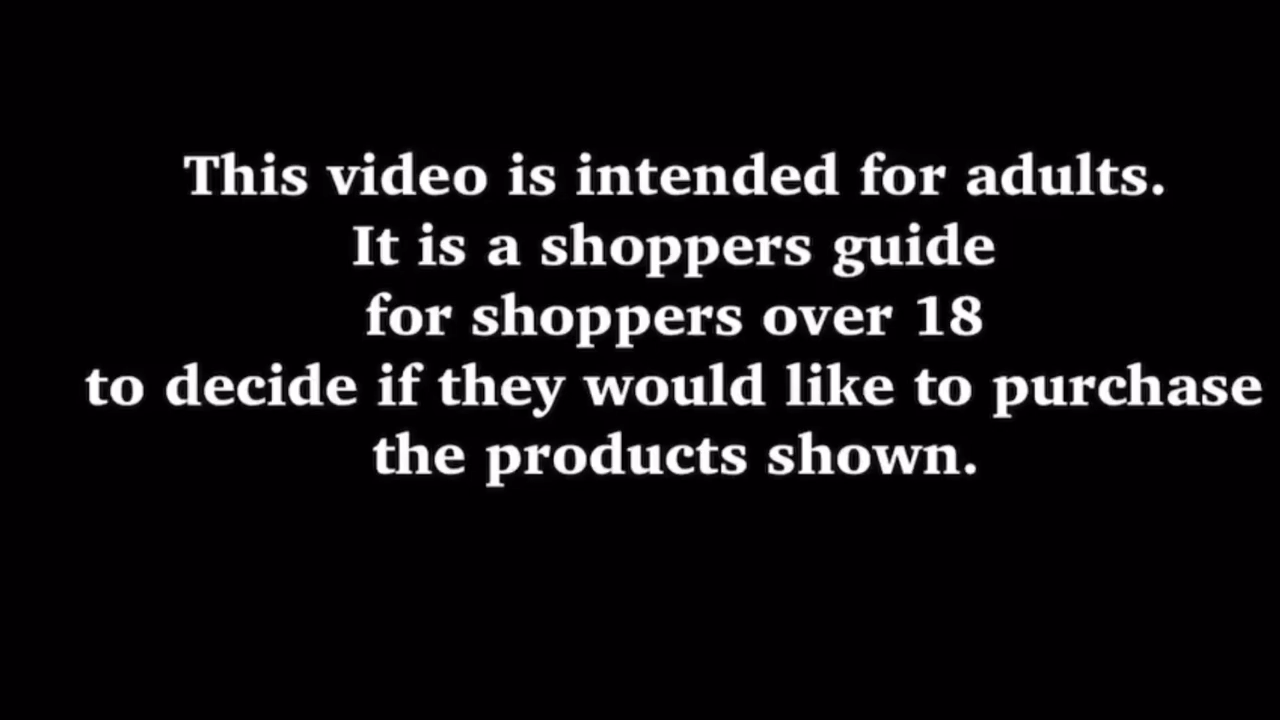 This video is intended for adults.
It is a shoppers guide
for shoppers over 18
to decide if they would like to purchase
the products shown.